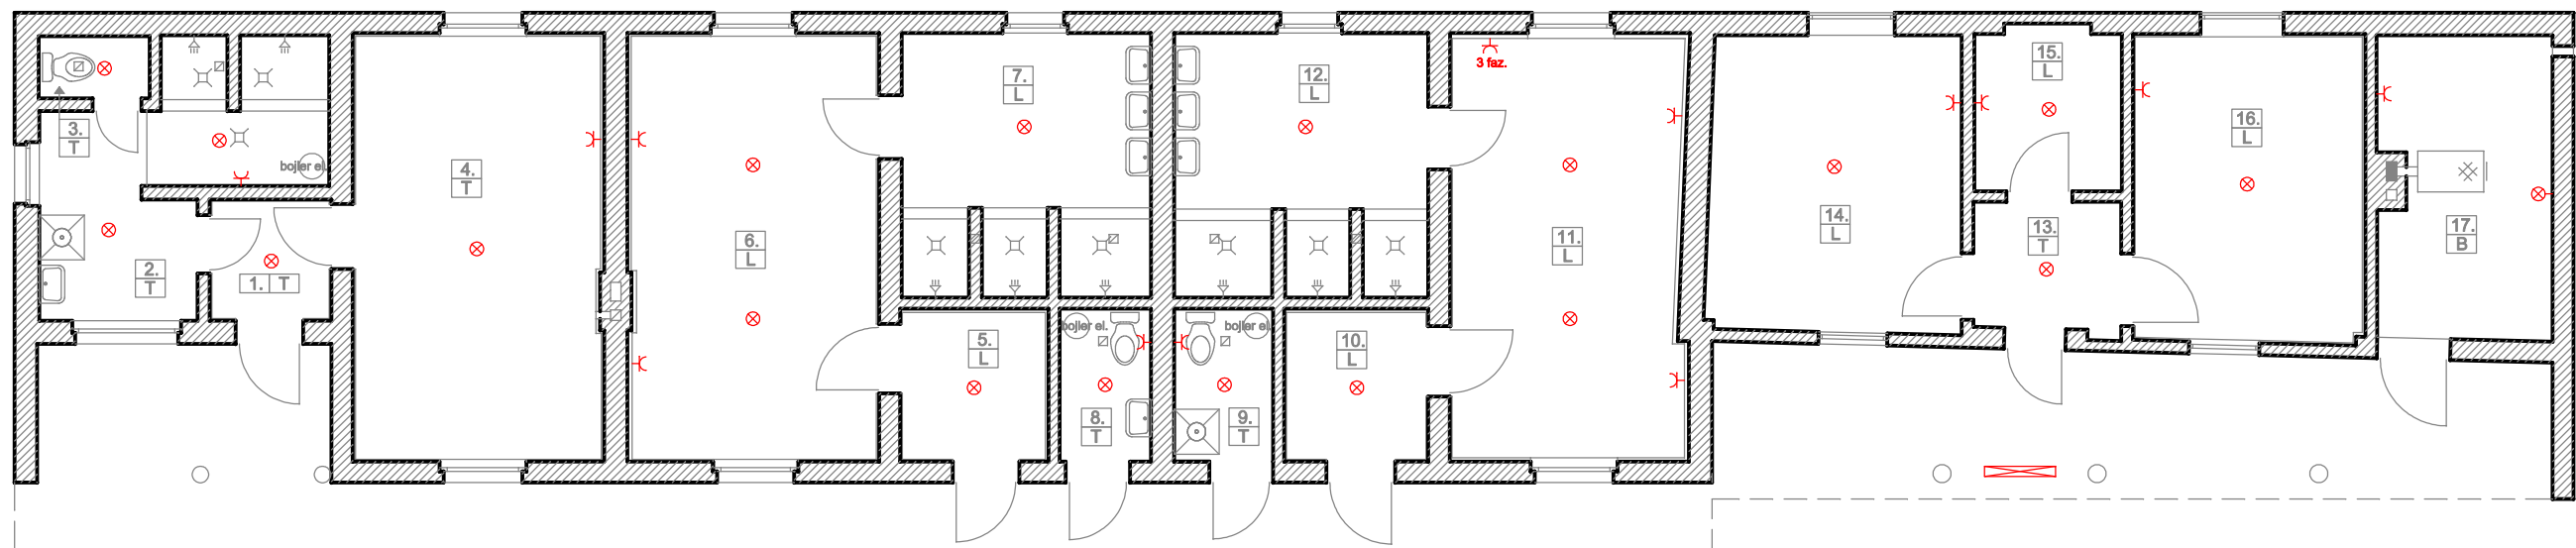 3.
T
bojler el.
2.
T
1. T
4.
T
6.
L
7.
L
5.
L
bojler el.
8.
T
bojler el.
9.
T
12.
L
10.
L
3 faz.
11.
L
14.
L
15.
L
13.
T
16.
L
17.
B